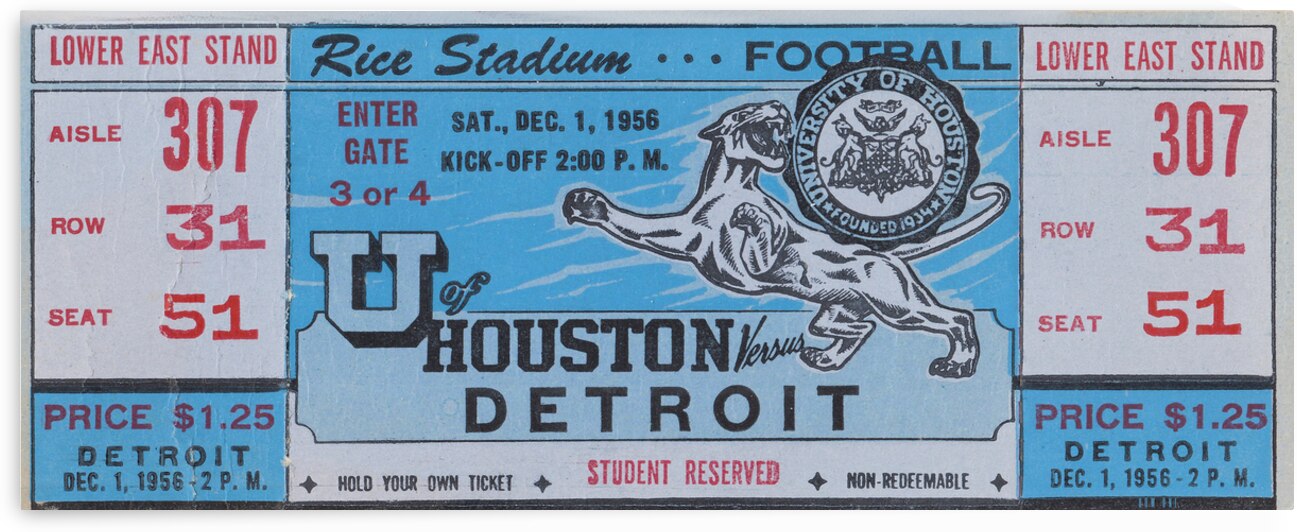 LOWER EAST STAND
AISLE 307
ROW 31
SEAT 51
PRICE $1.25
DETROIT
DEC. 1, 1956 - 2 P. M.
Rice Stadium ... FOOTBALL
ENTER
GATE
3 or 4
SAT., DEC. 1, 1956
KICK-OFF 2:00 P. M.
UNIVERSITY OF HOUSTON
FOUNDED 1934
U of
HOUSTON Versus
DETROIT
HOLD YOUR OWN TICKET STUDENT RESERVED NON-REDEEMABLE
LOWER EAST STAND
AISLE 307
ROW 31
SEAT 51
PRICE $1.25
DETROIT
DEC. 1, 1956 - 2 P. M.